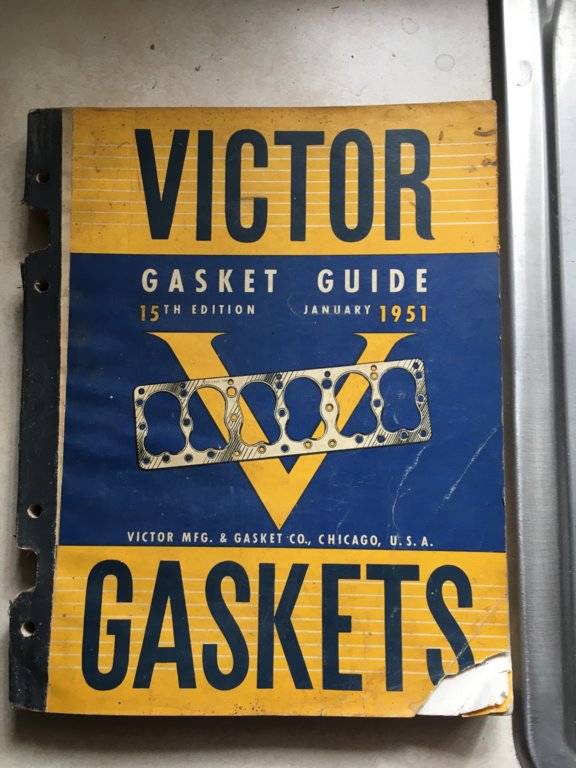 VICTOR
GASKET GUIDE
15TH EDITION JANUARY 1951
V
VICTOR MFG. & GASKET CO., CHICAGO, U. S. A.
GASKETS